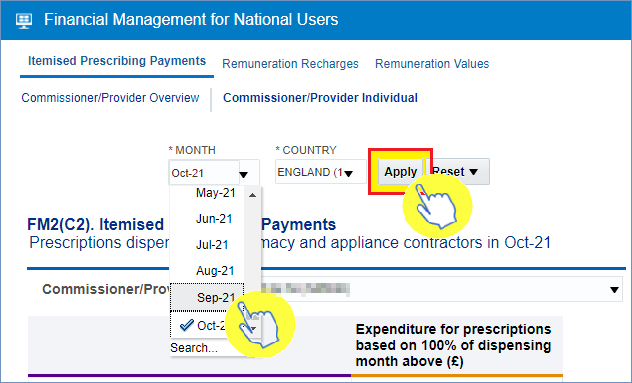 Financial Management for National Users
Itemised Prescribing Payments Remuneration Recharges Remuneration Values
Commissioner/Provider Overview Commissioner/Provider Individual
* MONTH * COUNTRY
Oct-21 ENGLAND (1 Apply Reset
May-21
Jun-21
Jul-21
Aug-21
Sep-21
Oct-2
Search...
FM2(C2). Itemised Payments
Prescriptions dispen macy and appliance contractors in Oct-21
Commissioner/Prov
Expenditure for prescriptions
based on 100% of dispensing
month above (£)